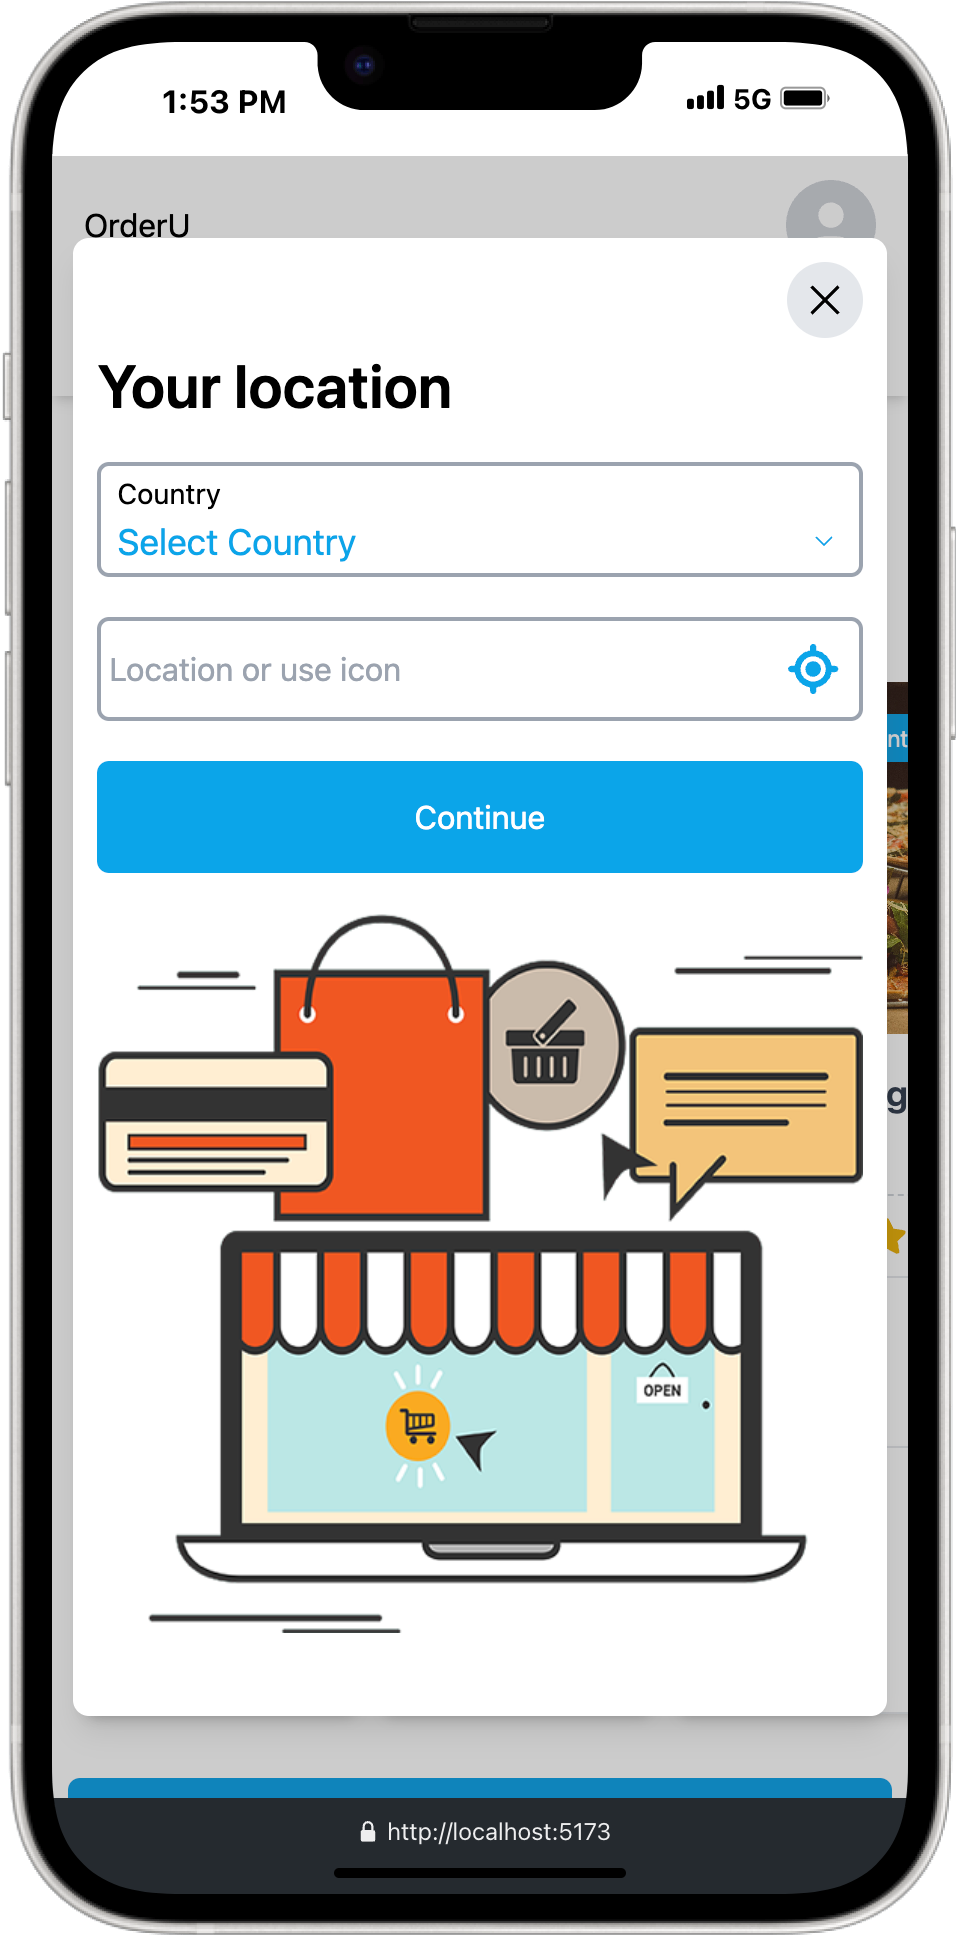 1:53 PM
5G
OrderU
Your location
Country
Select Country
Location or use icon
Continue
OPEN
http://localhost:5173